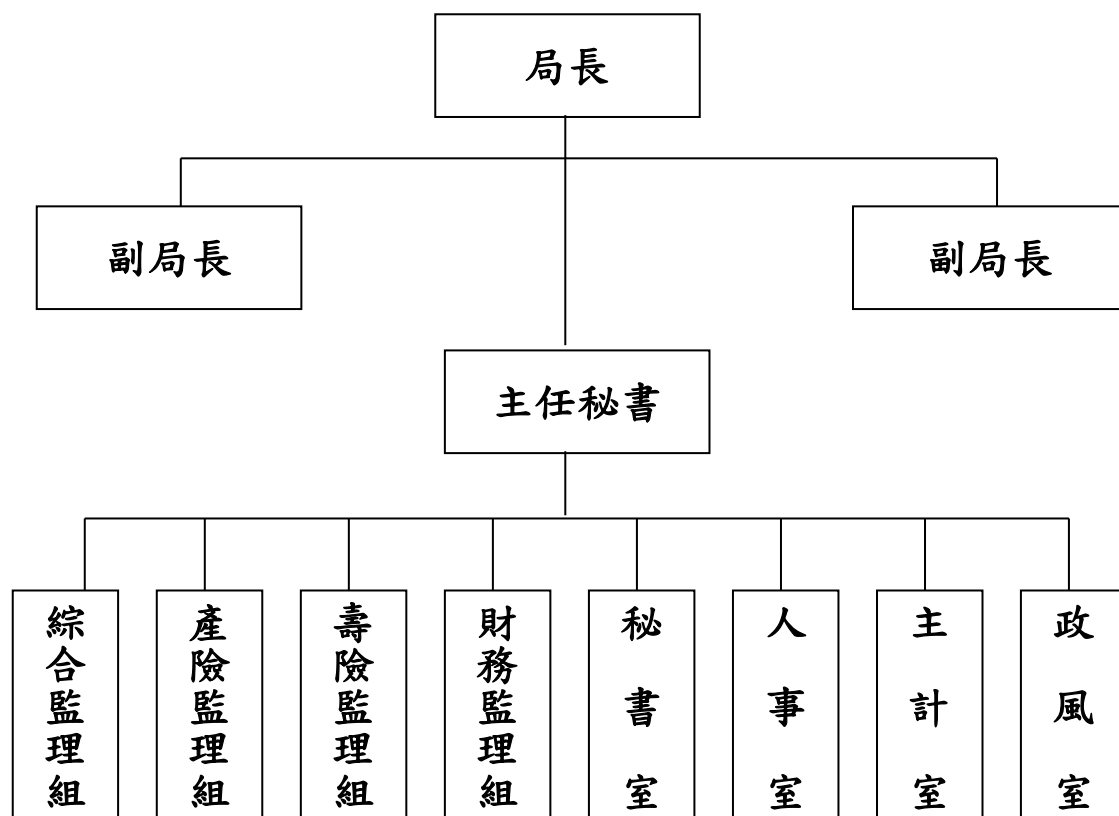 局長
副局長
副局長
主任秘書
綜合監理組
產險監理組
壽險監理組
財務監理組
秘書室
人事室
主計室
政風室